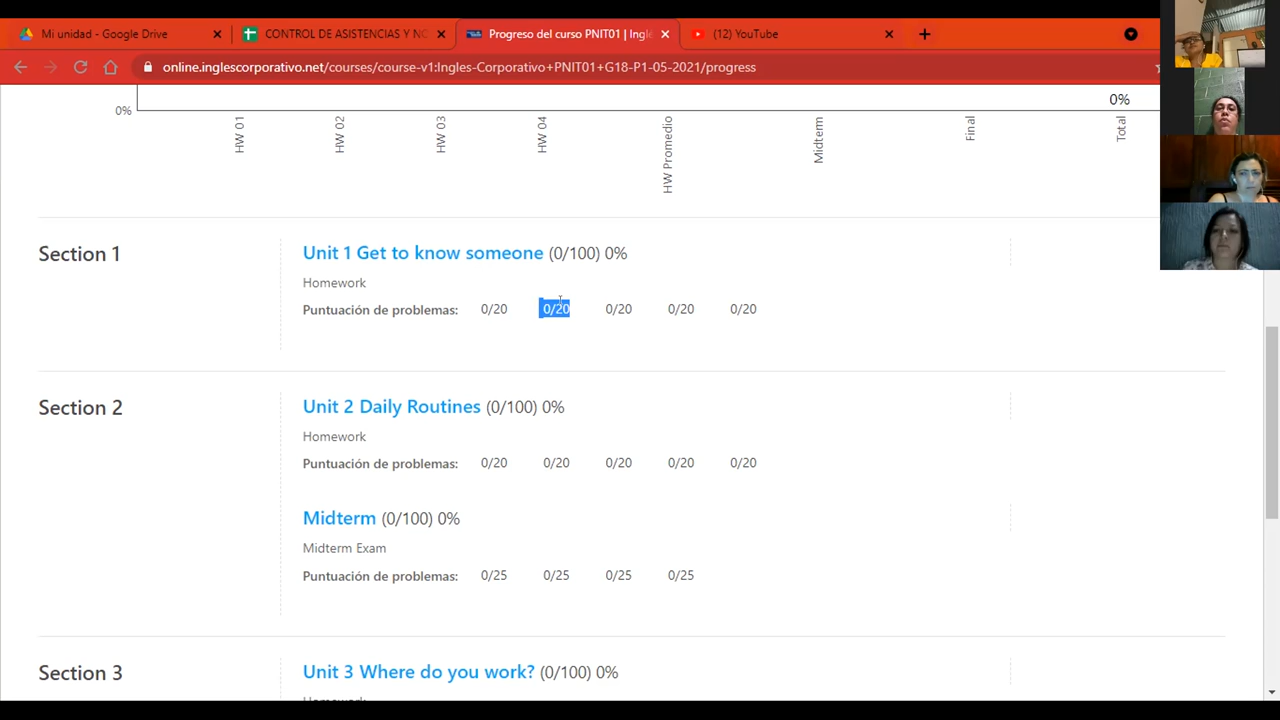 Mi unidad - Google Drive
CONTROL DE ASISTENCIAS Y NO
Progreso del curso PNIT01 | Inglé
(12) YouTube
online.inglescorporativo.net/courses/course-v1:Ingles-Corporativo+PNIT01+G18-P1-05-2021/progress
0%
0%
HW 01
HW 02
HW 03
HW 04
HW Promedio
Midterm
Final
Total
Section 1
Unit 1 Get to know someone (0/100) 0%
Homework
Puntuación de problemas: 0/20 0/20 0/20 0/20 0/20
Section 2
Unit 2 Daily Routines (0/100) 0%
Homework
Puntuación de problemas: 0/20 0/20 0/20 0/20 0/20
Midterm (0/100) 0%
Midterm Exam
Puntuación de problemas: 0/25 0/25 0/25 0/25
Section 3
Unit 3 Where do you work? (0/100) 0%
Homework